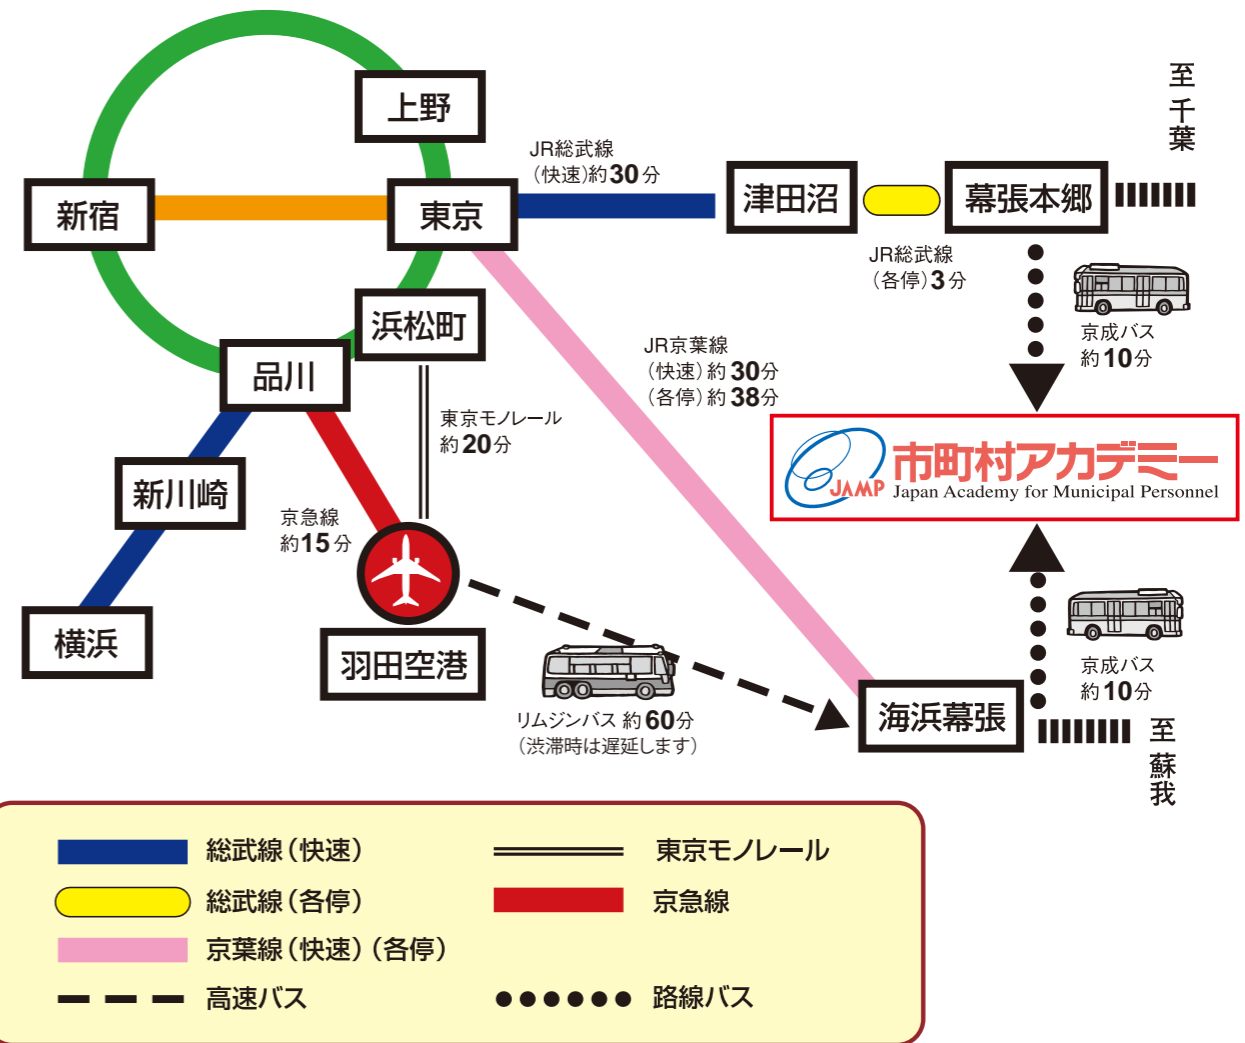 上野
新宿
東京
JR総武線
(快速)約30分
津田沼
幕張本郷
至千葉
JR総武線
(各停)3分
京成バス
約10分
浜松町
品川
東京モノレール
約20分
JR京葉線
(快速)約30分
(各停)約38分
JAMP
市町村アカデミー
Japan Academy for Municipal Personnel
新川崎
京急線
約15分
横浜
羽田空港
リムジンバス 約60分
(渋滞時は遅延します)
海浜幕張
京成バス
約10分
至蘇我
総武線(快速)
東京モノレール
総武線(各停)
京急線
京葉線(快速)(各停)
高速バス
路線バス